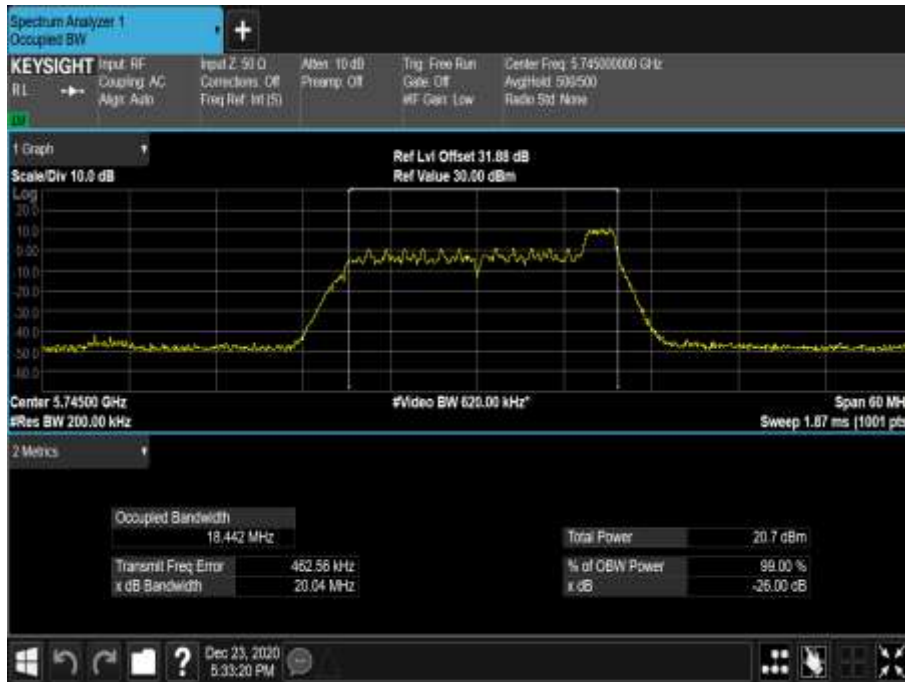 Spectrum Analyzer 1
Occupied BW
+
KEYSIGHT Input: RF Input Z: 50 Ω Atten: 10 dB Trig: Free Run Center Freq: 5.745000000 GHz
RL Coupling: AC Corrections: Off Preamp: Off Gate: Off Avg|Hold: 500/500
Align: Auto Freq Ref: Int (S) #IF Gain: Low Radio Std: None
1 Graph
Ref Lvl Offset 31.88 dB
Scale/Div 10.0 dB Ref Value 30.00 dBm
Log
20.0
10.0
0.00
-10.0
-20.0
-30.0
-40.0
-50.0
-60.0
Center 5.74500 GHz #Video BW 620.00 kHz* Span 60 MH
#Res BW 200.00 kHz Sweep 1.87 ms (1001 pts
2 Metrics
Occupied Bandwidth
18.442 MHz Total Power 20.7 dBm
Transmit Freq Error 462.56 kHz % of OBW Power 99.00 %
x dB Bandwidth 20.04 MHz x dB -26.00 dB
?
Dec 23, 2020
5:33:20 PM